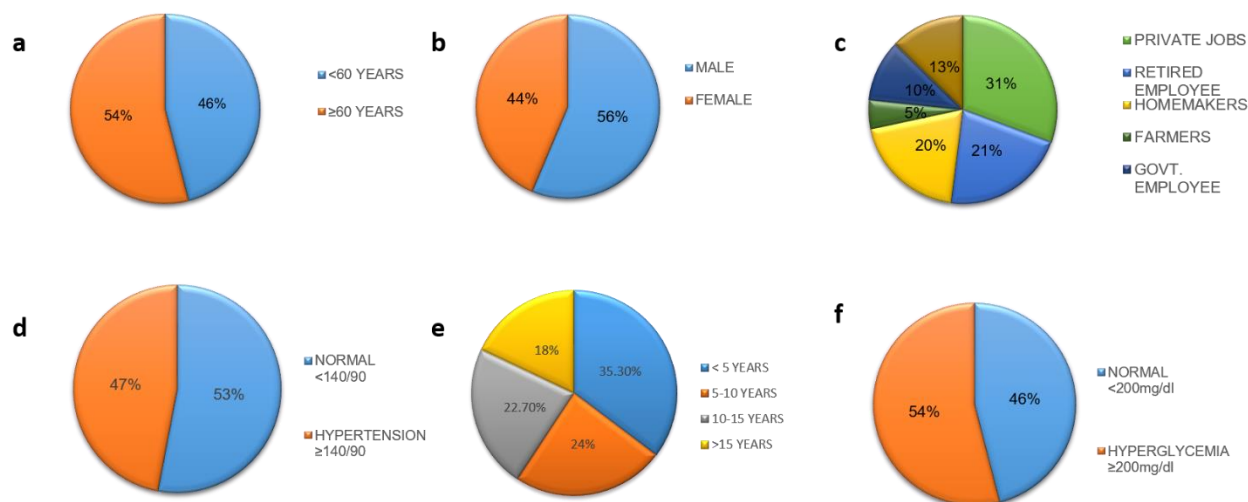 a
54%
46%
<60 YEARS
≥60 YEARS
b
44%
56%
MALE
FEMALE
c
13%
31%
10%
5%
20%
21%
PRIVATE JOBS
RETIRED
EMPLOYEE
HOMEMAKERS
FARMERS
GOVT.
EMPLOYEE
d
47%
53%
NORMAL
<140/90
HYPERTENSION
≥140/90
e
18%
35.30%
22.70%
24%
< 5 YEARS
5-10 YEARS
10-15 YEARS
>15 YEARS
f
54%
46%
NORMAL
<200mg/dl
HYPERGLYCEMIA
≥200mg/dl